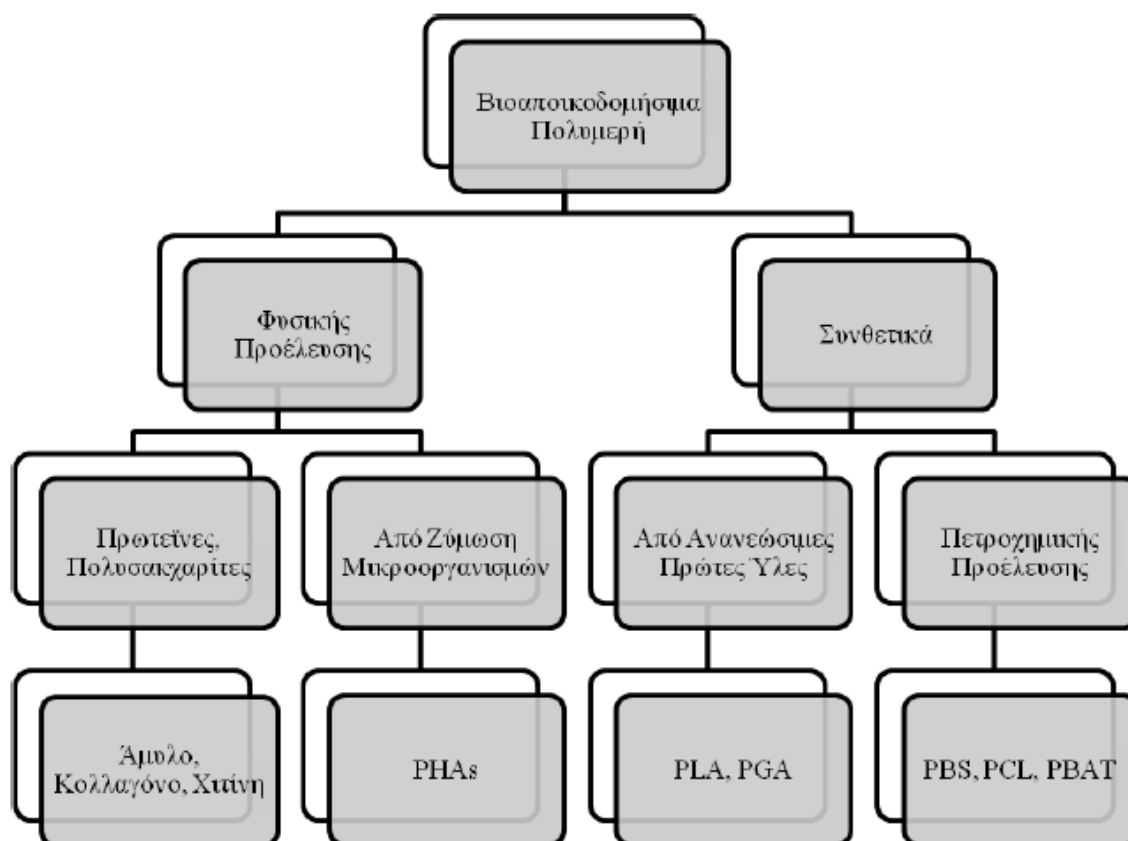 Βιοαποικοδομήσιμα
Πολυμερή
Φυσικής
Προέλευσης
Συνθετικά
Πρωτεΐνες,
Πολυσακχαρίτες
Από Ζύμωση
Μικροοργανισμών
Από Ανανεώσιμες
Πρώτες Ύλες
Πετροχημικής
Προέλευσης
Άμυλο,
Κολλαγόνο, Χιτίνη
PHAs
PLA, PGA
PBS, PCL, PBAT